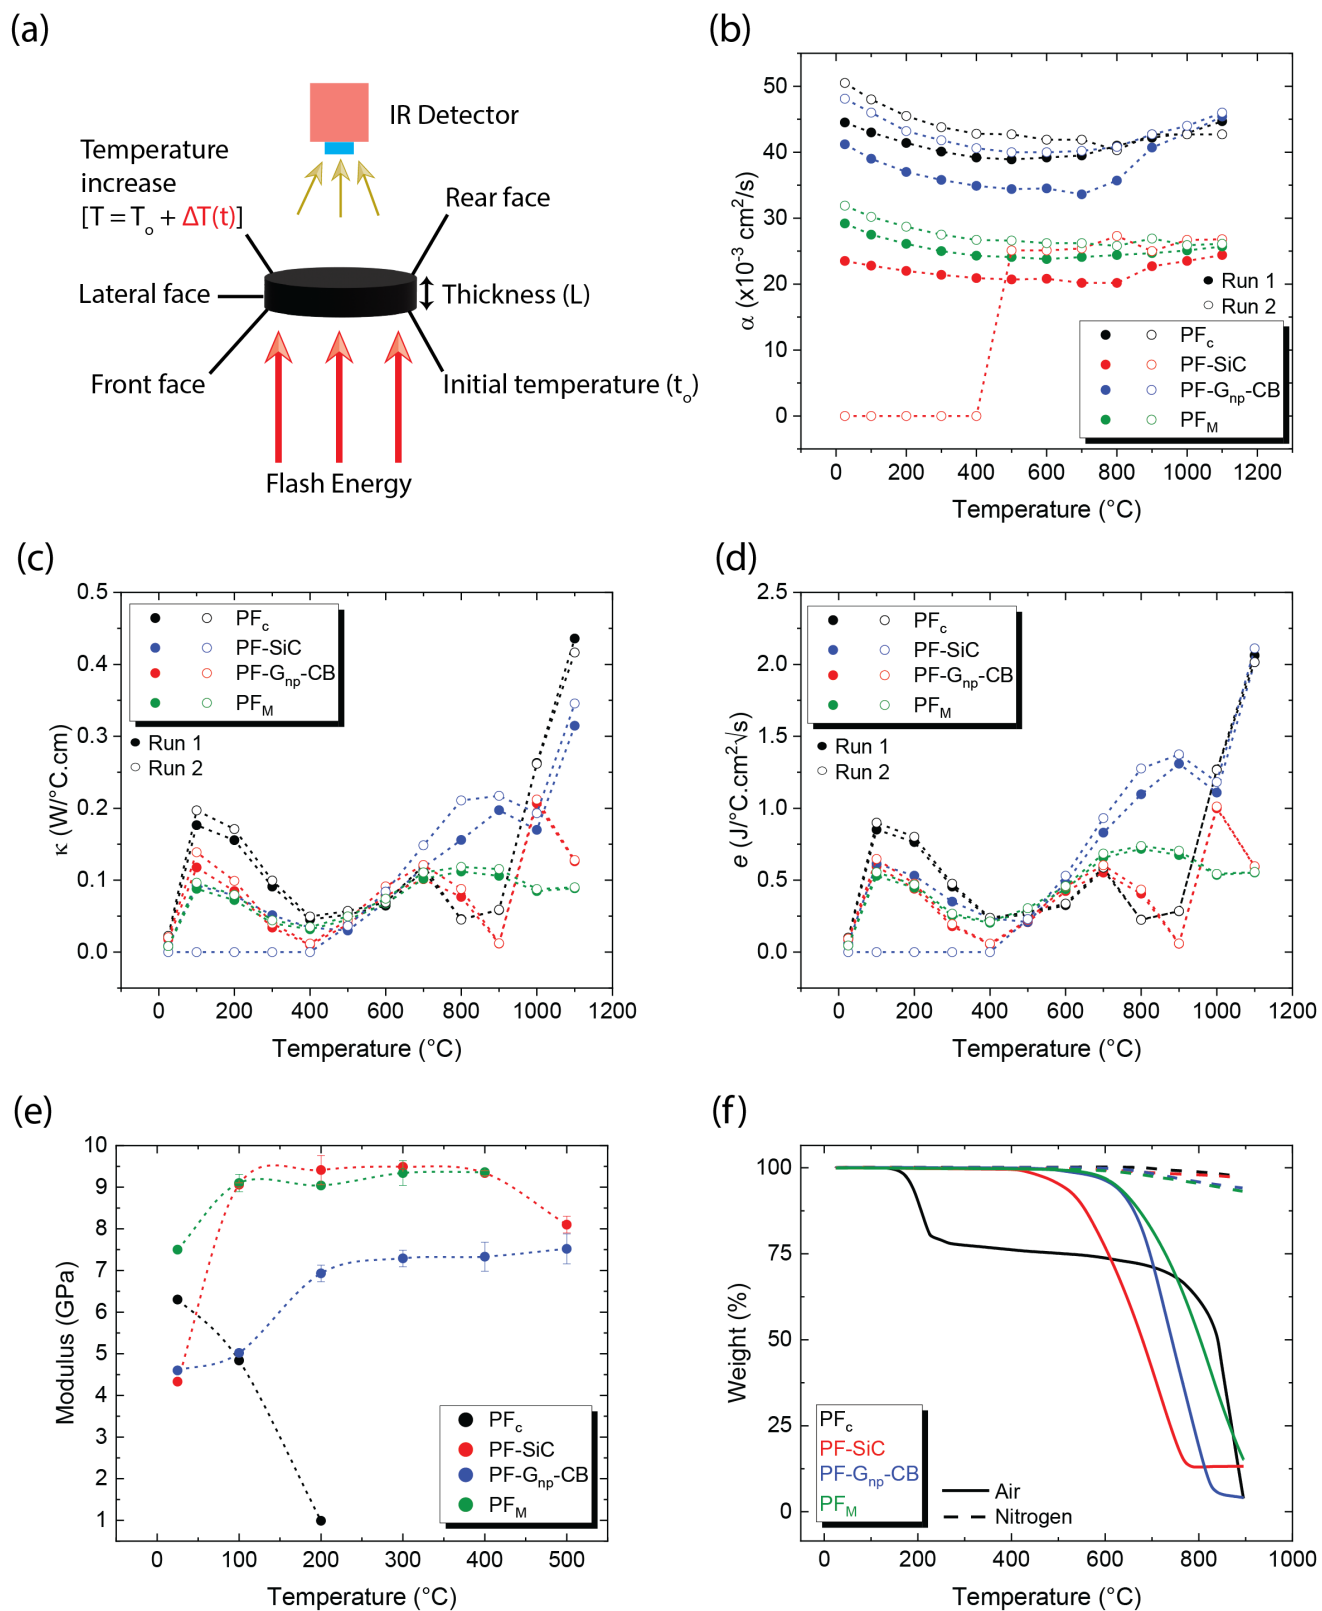 (a)
IR Detector
Temperature
increase
[T = To + ΔT(t)]
Rear face
Lateral face
Thickness (L)
Front face
Initial temperature (to)
Flash Energy
(b)
50
40
30
20
10
0
α (x10-3 cm2/s)
Run 1
Run 2
PFc
PF-SiC
PF-Gnp-CB
PFM
0 200 400 600 800 1000 1200
Temperature (°C)
(c)
0.5
0.4
0.3
0.2
0.1
0.0
κ (W/°C.cm)
PFc
PF-SiC
PF-Gnp-CB
PFM
Run 1
Run 2
0 200 400 600 800 1000 1200
Temperature (°C)
(d)
2.5
2.0
1.5
1.0
0.5
0.0
e (J/°C.cm2√s)
PFc
PF-SiC
PF-Gnp-CB
PFM
Run 1
Run 2
0 200 400 600 800 1000 1200
Temperature (°C)
(e)
10
9
8
7
6
5
4
3
2
1
Modulus (GPa)
PFc
PF-SiC
PF-Gnp-CB
PFM
0 100 200 300 400 500
Temperature (°C)
(f)
100
75
50
25
0
Weight (%)
PFc
PF-SiC
PF-Gnp-CB
PFM
Air
Nitrogen
0 200 400 600 800 1000
Temperature (°C)